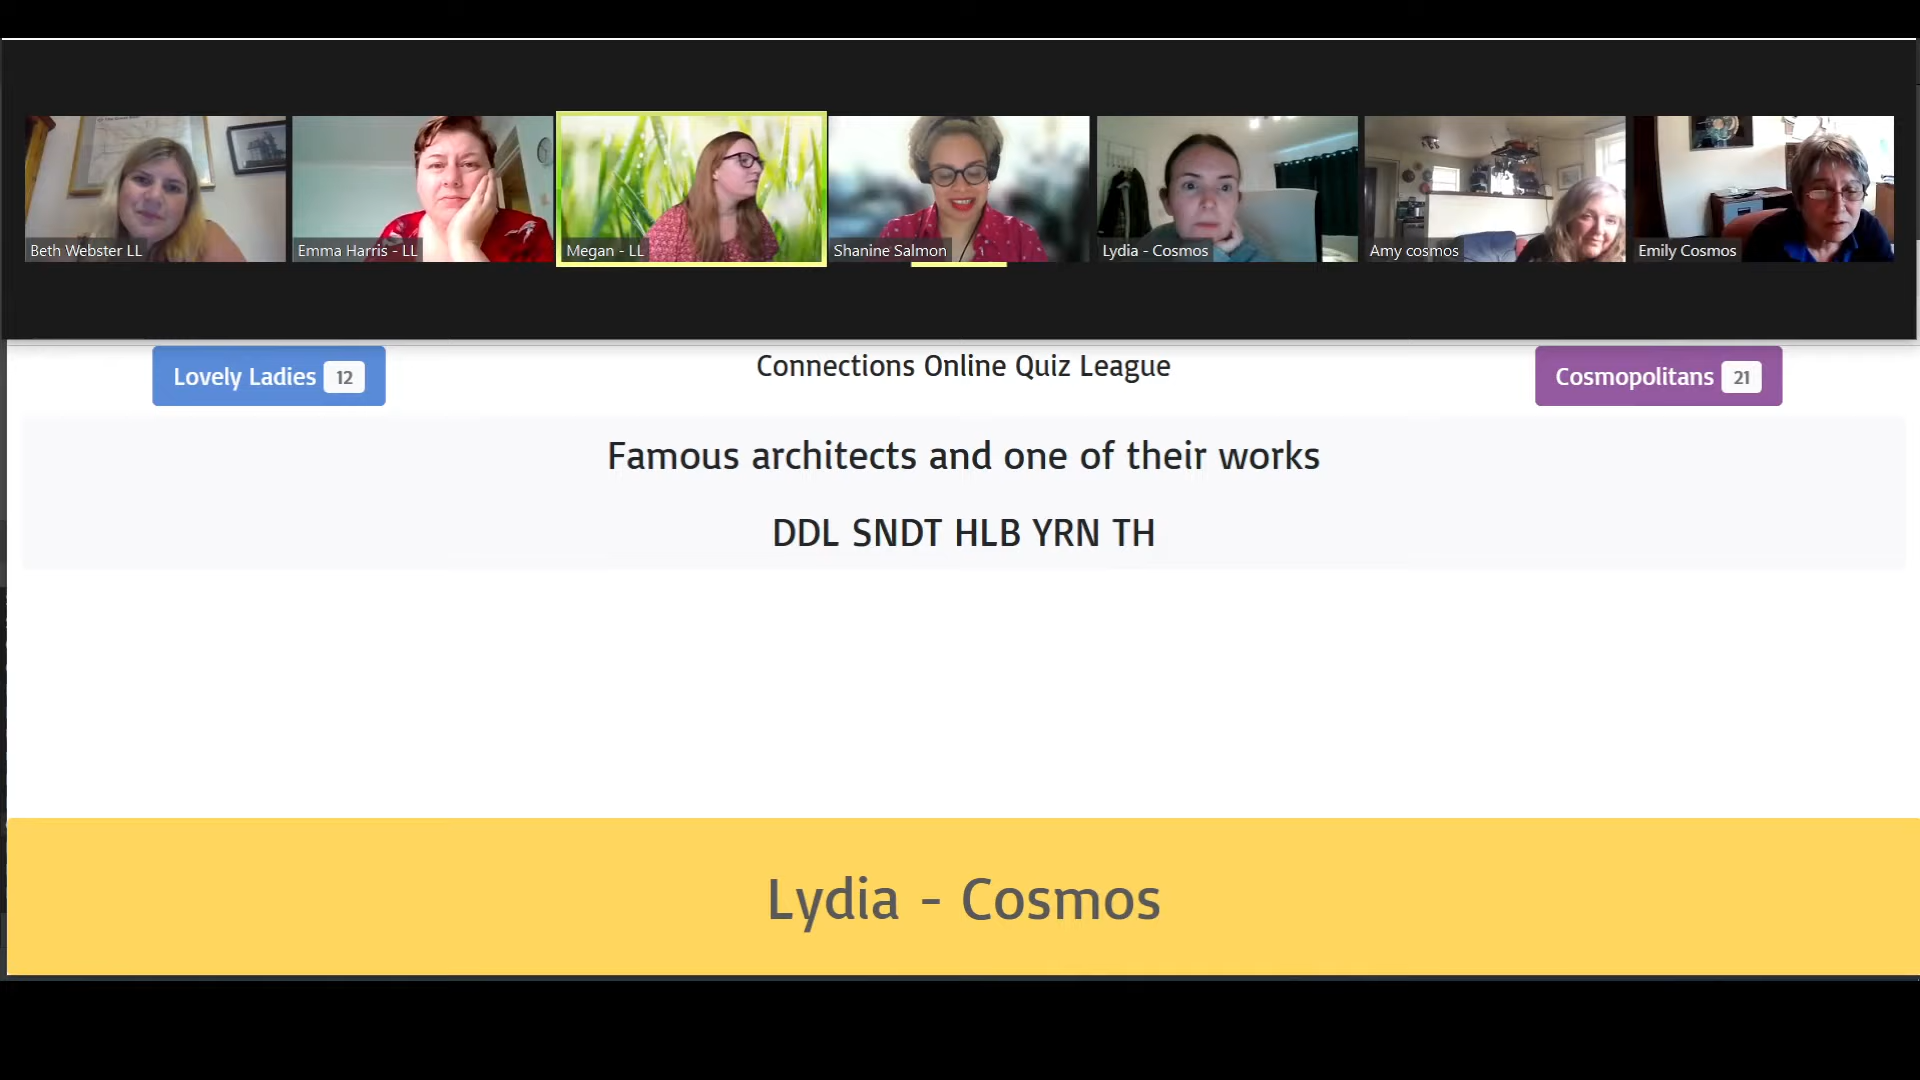 Beth Webster LL
Emma Harris - LL
Megan - LL
Shanine Salmon
Lydia - Cosmos
Amy cosmos
Emily Cosmos
Lovely Ladies 12
Connections Online Quiz League
Cosmopolitans 21
Famous architects and one of their works
DDL SNDT HLB YRN TH
Lydia - Cosmos